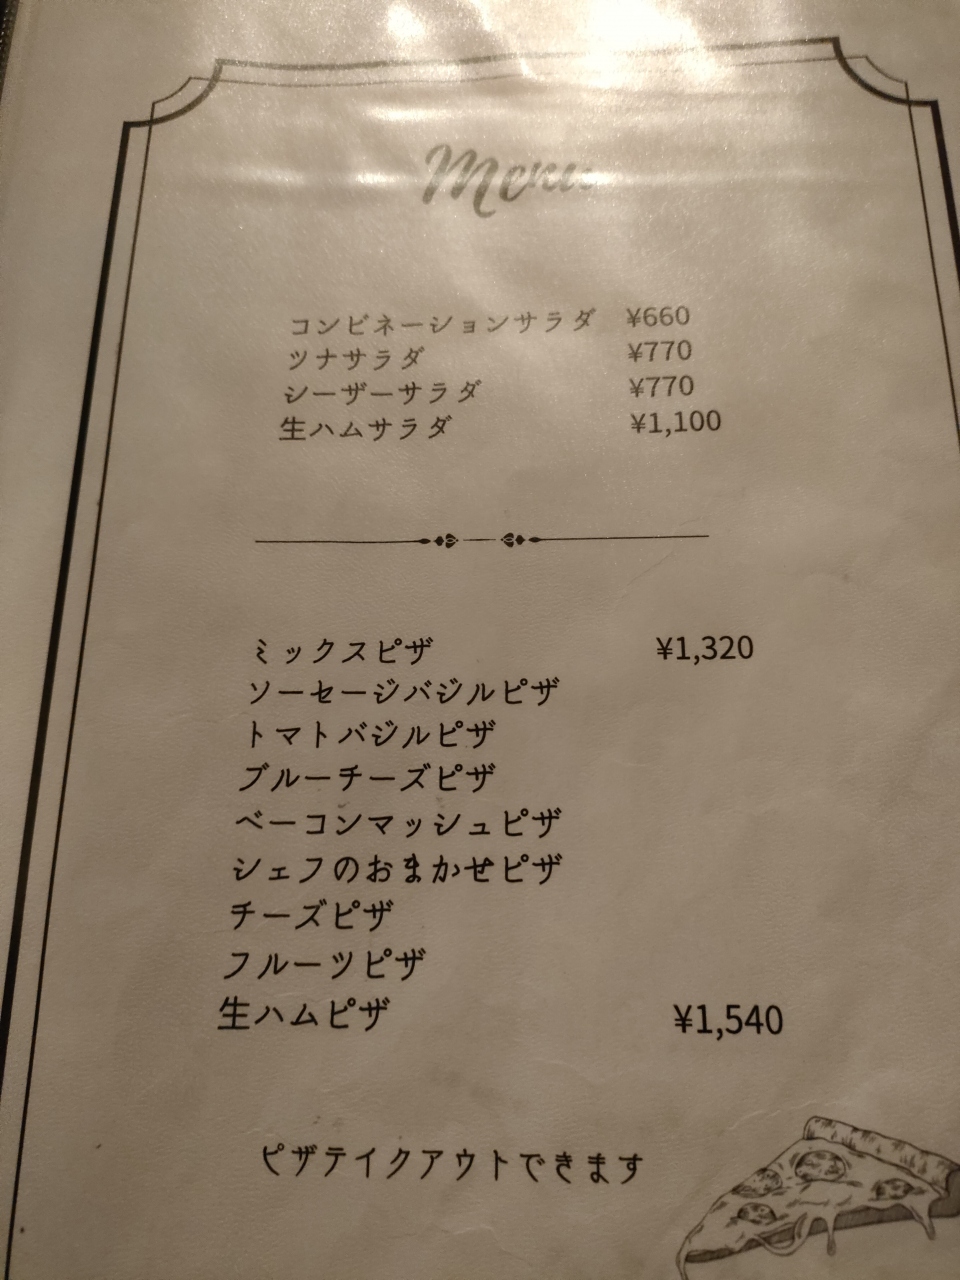 Menu
コンビネーションサラダ ¥660
ツナサラダ ¥770
シーザーサラダ ¥770
生ハムサラダ ¥1,100
ミックスピザ ¥1,320
ソーセージバジルピザ
トマトバジルピザ
ブルーチーズピザ
ベーコンマッシュピザ
シェフのおまかせピザ
チーズピザ
フルーツピザ
生ハムピザ ¥1,540
ピザテイクアウトできます